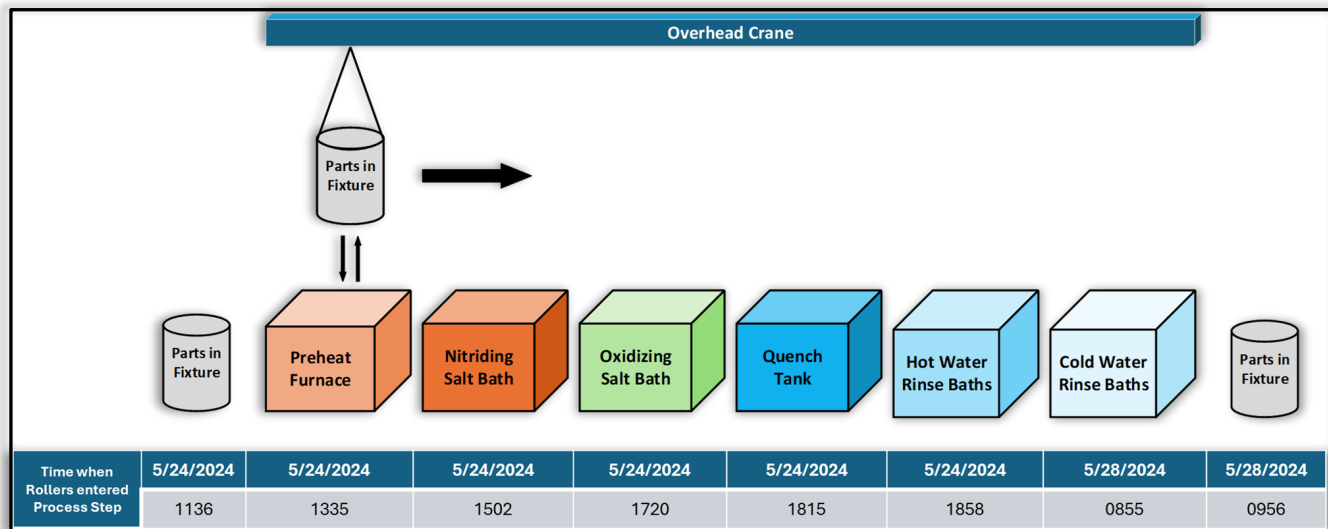 Overhead Crane
Parts in
Fixture
Parts in
Fixture
Preheat
Furnace
Nitriding
Salt Bath
Oxidizing
Salt Bath
Quench
Tank
Hot Water
Rinse Baths
Cold Water
Rinse Baths
Parts in
Fixture
Time when
Rollers entered
Process Step
5/24/2024 5/24/2024 5/24/2024 5/24/2024 5/24/2024 5/24/2024 5/28/2024 5/28/2024
1136 1335 1502 1720 1815 1858 0855 0956